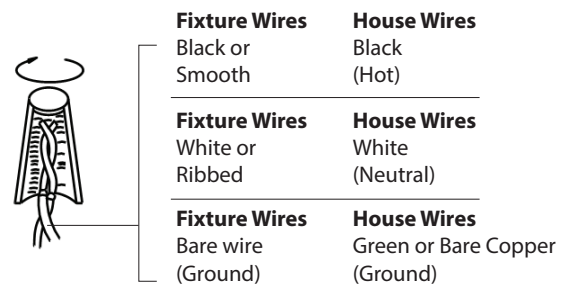 Fixture Wires House Wires
Black or Black
Smooth (Hot)
Fixture Wires House Wires
White or White
Ribbed (Neutral)
Fixture Wires House Wires
Bare wire Green or Bare Copper
(Ground) (Ground)